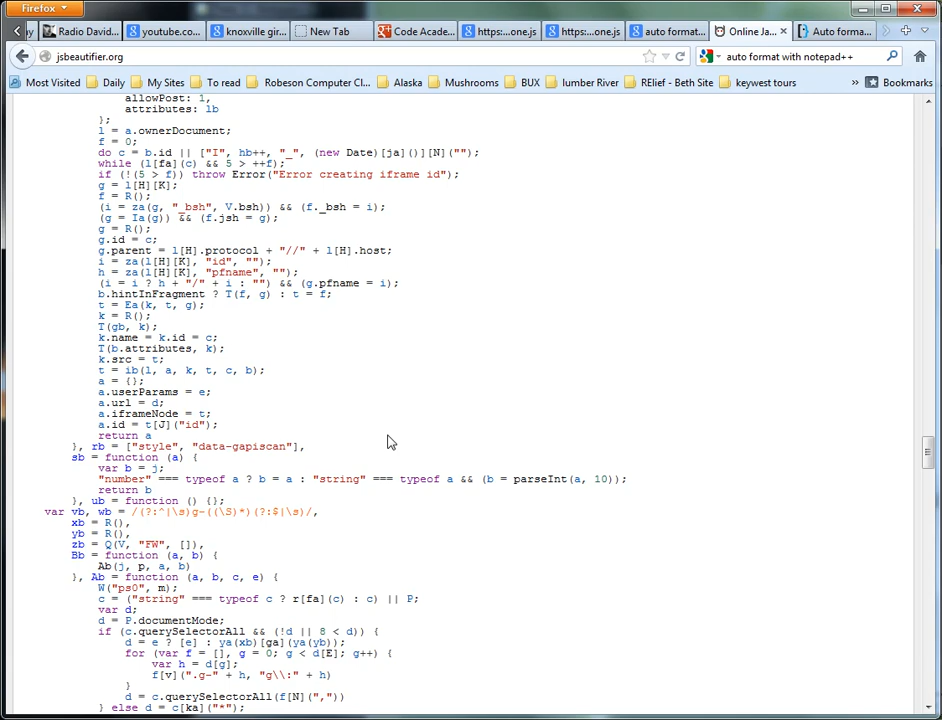 Firefox
iy
Radio David...
youtube.co...
knoxville gir...
New Tab
Code Acade...
https:...one.js
https:...one.js
auto format...
Online Ja...
Auto forma...
jsbeautifier.org
auto format with notepad++
Most Visited
Daily
My Sites
To read
Robeson Computer Cl...
Alaska
Mushrooms
BUX
lumber River
RElief - Beth Site
keywest tours
»
Bookmarks
allowPost: 1,
attributes: lb
};
l = a.ownerDocument;
f = 0;
do c = b.id || ["I", hb++, "_", (new Date)[ja]()][N]("");
while (l[fa](c) && 5 > ++f);
if (!(5 > f)) throw Error("Error creating iframe id");
g = l[H][K];
f = R();
(i = za(g, "_bsh", V.bsh)) && (f._bsh = i);
(g = Ia(g)) && (f.jsh = g);
g = R();
g.id = c;
g.parent = l[H].protocol + "//" + l[H].host;
i = za(l[H][K], "id", "");
h = za(l[H][K], "pfname", "");
(i = i ? h + "/" + i : "") && (g.pfname = i);
b.hintInFragment ? T(f, g) : t = f;
t = Ea(k, t, g);
k = R();
T(gb, k);
k.name = k.id = c;
T(b.attributes, k);
k.src = t;
t = ib(l, a, k, t, c, b);
a = {};
a.userParams = e;
a.url = d;
a.iframeNode = t;
a.id = t[J]("id");
return a
}, rb = ["style", "data-gapiscan"],
sb = function (a) {
var b = j;
"number" === typeof a ? b = a : "string" === typeof a && (b = parseInt(a, 10));
return b
}, ub = function () {};
var vb, wb = /(?:^|\s)g-((\S)*)(?:$|\s)/,
xb = R(),
yb = R(),
zb = Q(V, "FW", []),
Bb = function (a, b) {
Ab(j, p, a, b)
}, Ab = function (a, b, c, e) {
W("ps0", m);
c = ("string" === typeof c ? r[fa](c) : c) || P;
var d;
d = P.documentMode;
if (c.querySelectorAll && (!d || 8 < d)) {
d = e ? [e] : ya(xb)[ga](ya(yb));
for (var f = [], g = 0; g < d[E]; g++) {
var h = d[g];
f[v](".g-" + h, "g\\:" + h)
}
d = c.querySelectorAll(f[N](","))
} else d = c[ka]("*");